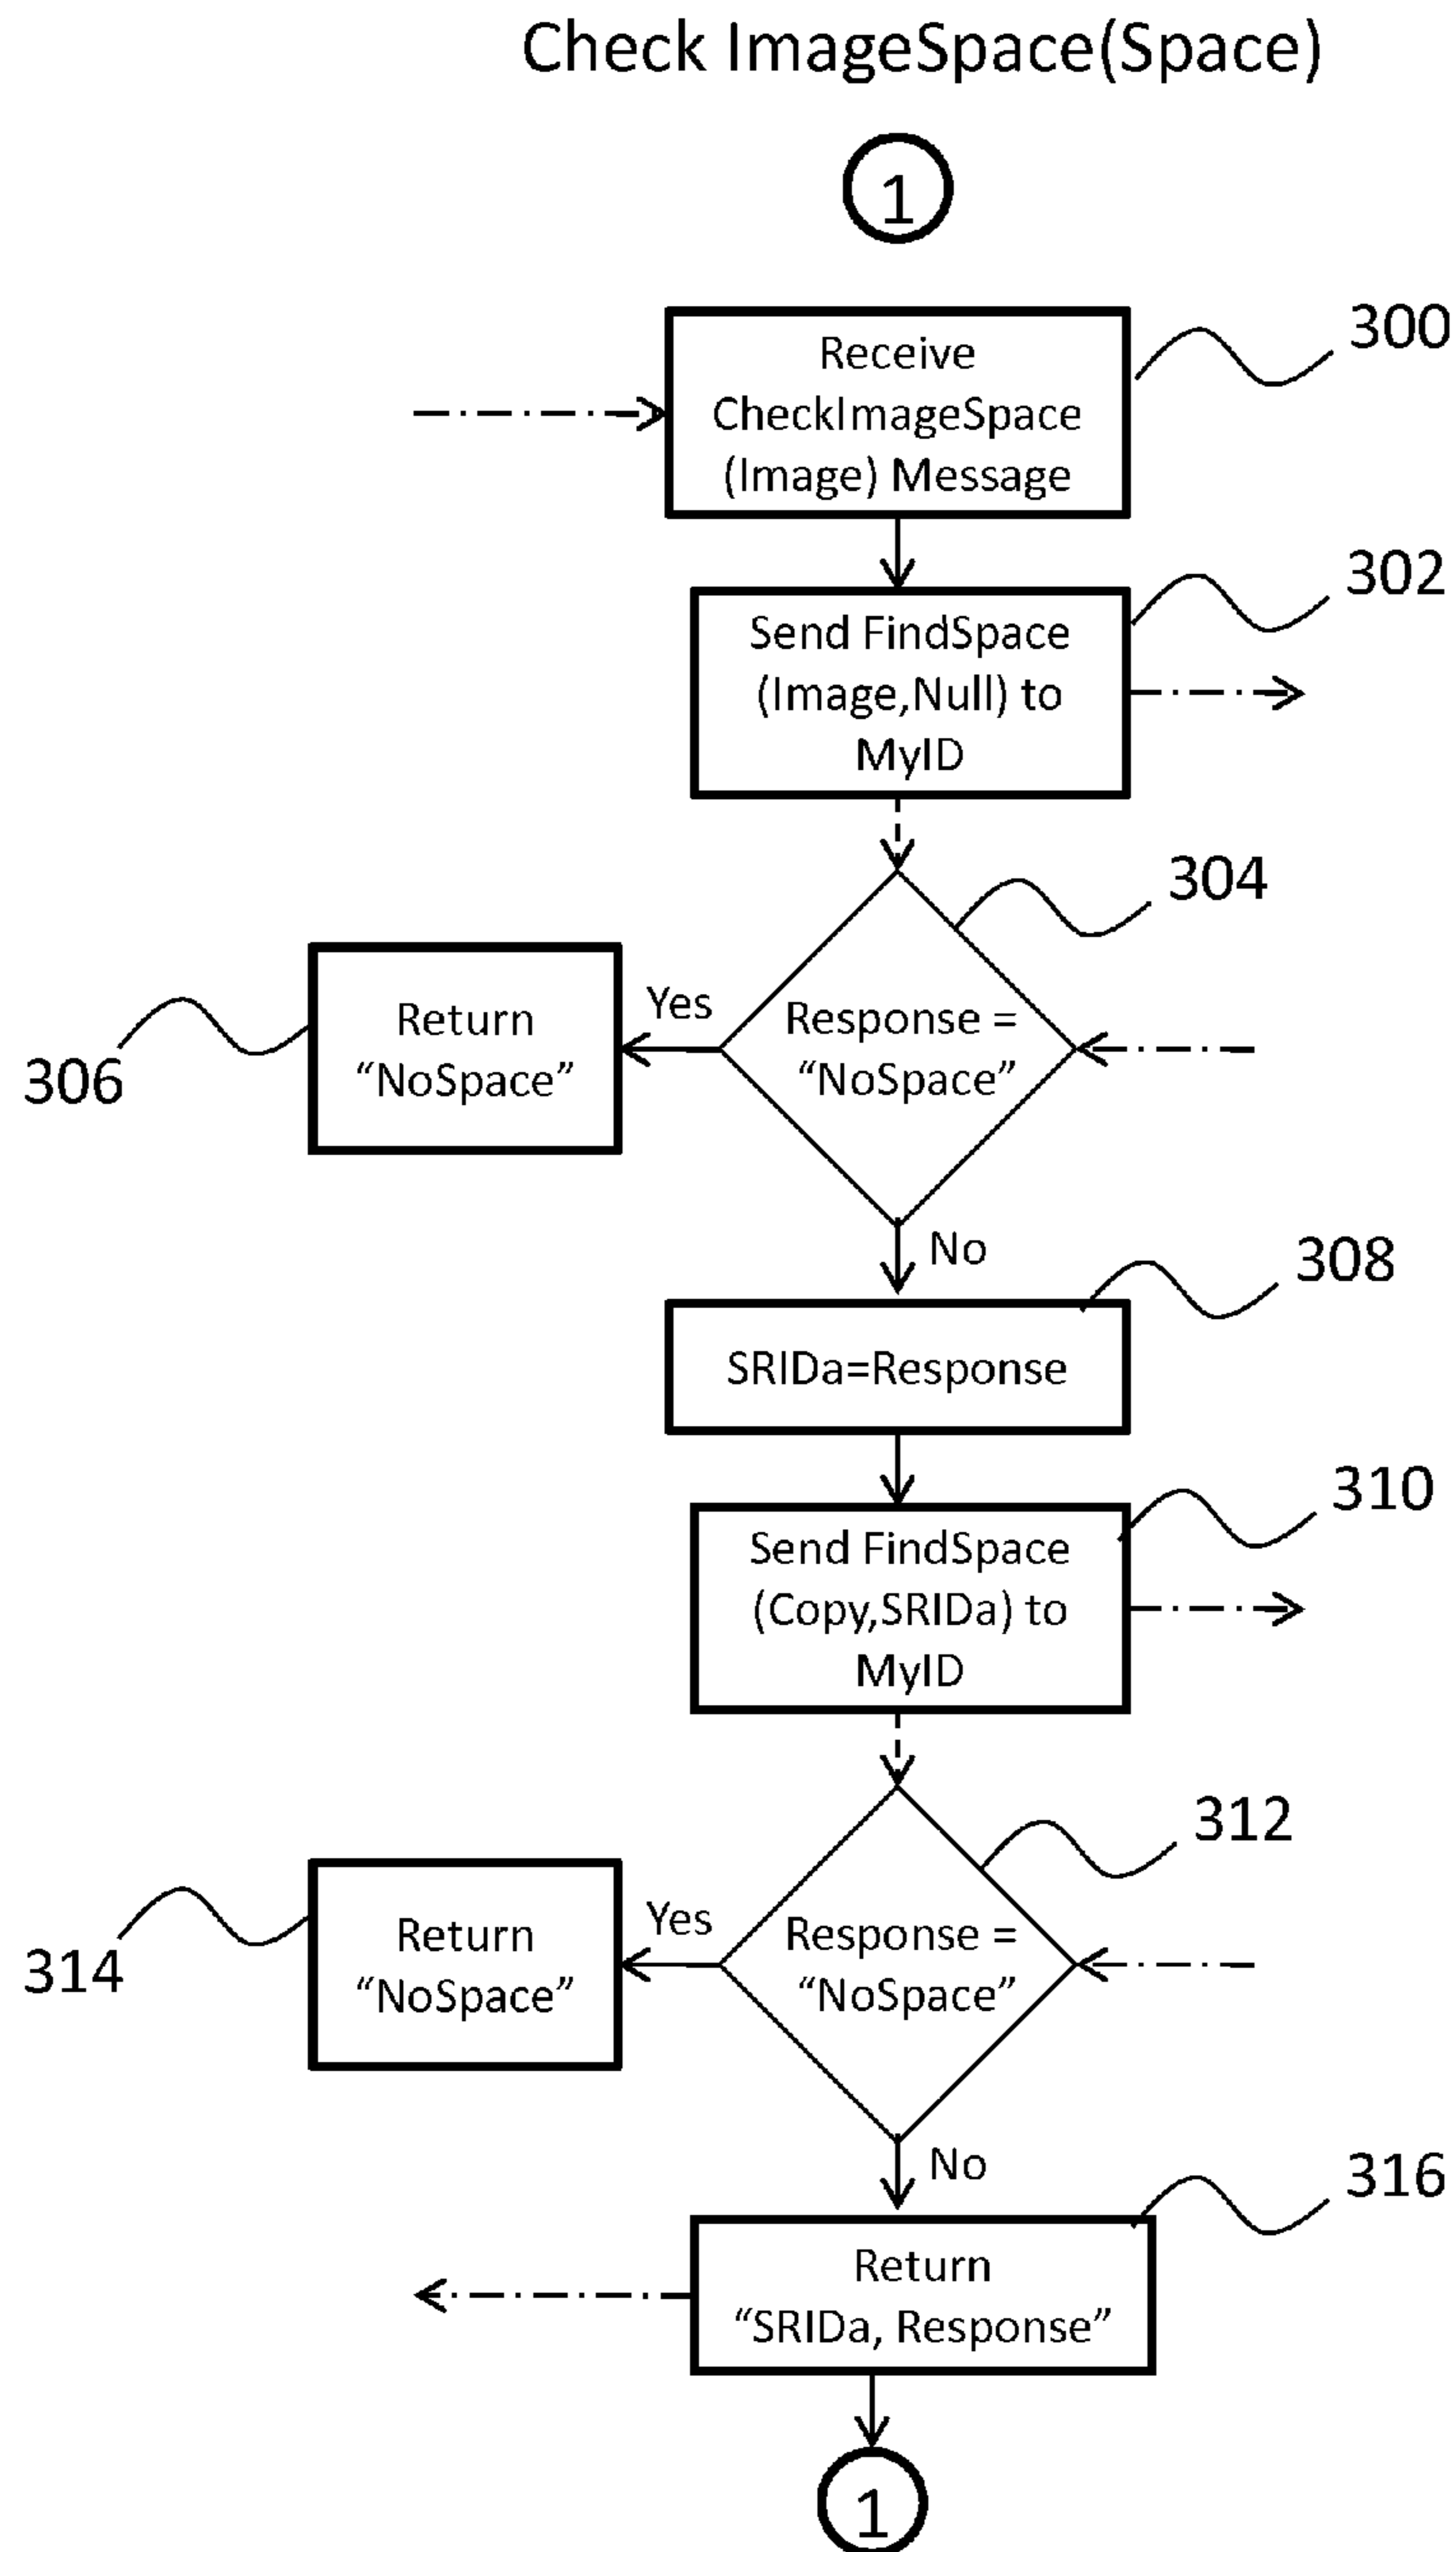 Check ImageSpace(Space)
1
300
Receive
CheckImageSpace
(Image) Message
302
Send FindSpace
(Image,Null) to
MyID
304
Response =
“NoSpace”
Yes
Return
“NoSpace”
306
No
308
SRIDa=Response
310
Send FindSpace
(Copy,SRIDa) to
MyID
312
Response =
“NoSpace”
Yes
Return
“NoSpace”
314
No
316
Return
“SRIDa, Response”
1